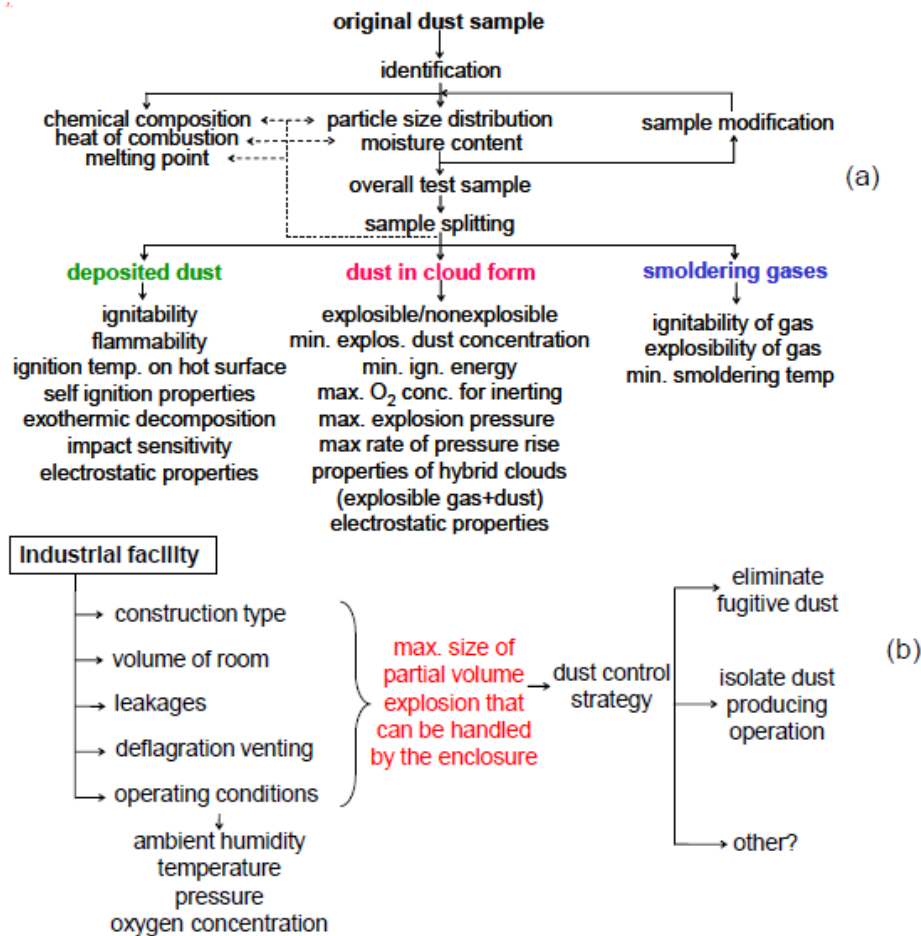 original dust sample
identification
chemical composition
heat of combustion
melting point
particle size distribution
moisture content
sample modification
overall test sample
(a)
sample splitting
deposited dust
ignitability
flammability
ignition temp. on hot surface
self ignition properties
exothermic decomposition
impact sensitivity
electrostatic properties
dust in cloud form
explosible/nonexplosible
min. explos. dust concentration
min. ign. energy
max. O₂ conc. for inerting
max. explosion pressure
max rate of pressure rise
properties of hybrid clouds
(explosible gas+dust)
electrostatic properties
smoldering gases
ignitability of gas
explosibility of gas
min. smoldering temp
Industrial facility
construction type
volume of room
leakages
deflagration venting
operating conditions
ambient humidity
temperature
pressure
oxygen concentration
max. size of
partial volume
explosion that
can be handled
by the enclosure
dust control
strategy
eliminate
fugitive dust
isolate dust
producing
operation
other?
(b)